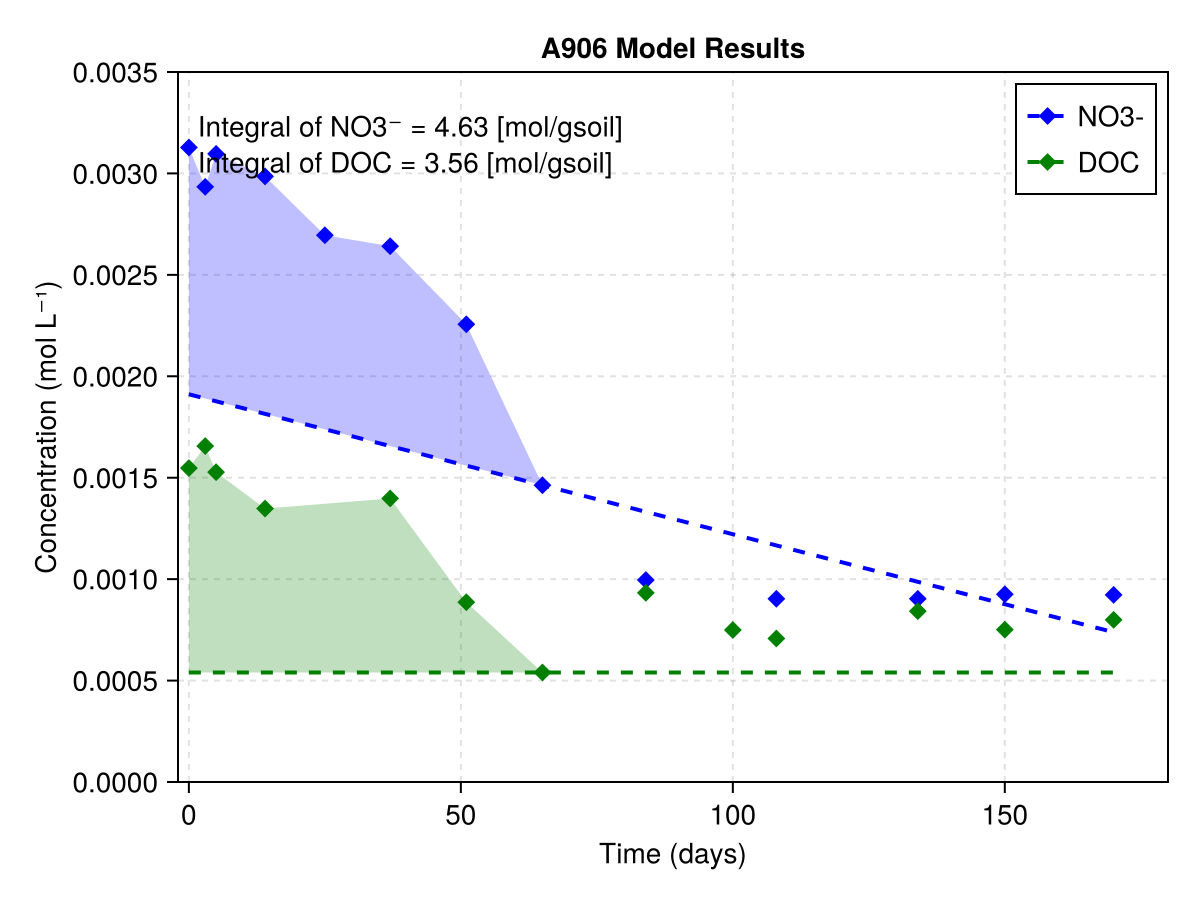 A906 Model Results
0.0035
0.0030
0.0025
0.0020
0.0015
0.0010
0.0005
0.0000
Concentration (mol L⁻¹)
Integral of NO3⁻ = 4.63 [mol/gsoil]
Integral of DOC = 3.56 [mol/gsoil]
NO3-
DOC
0 50 100 150
Time (days)